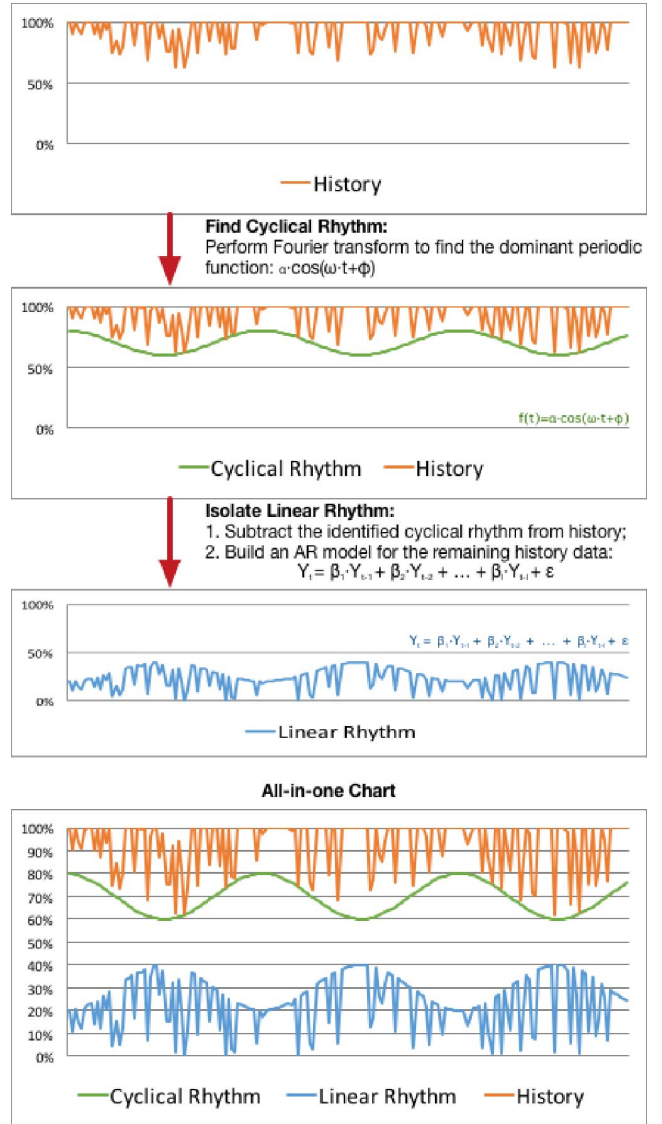 100%
50%
0%
History
Find Cyclical Rhythm:
Perform Fourier transform to find the dominant periodic
function: α·cos(ω·t+ϕ)
100%
50%
0%
f(t)=α·cos(ω·t+ϕ)
Cyclical Rhythm History
Isolate Linear Rhythm:
1. Subtract the identified cyclical rhythm from history;
2. Build an AR model for the remaining history data:
Yₜ = β₁·Yₜ₋₁ + β₂·Yₜ₋₂ + ... + βᵢ·Yₜ₋ᵢ + ε
100%
Yₜ = β₁·Yₜ₋₁ + β₂·Yₜ₋₂ + ... + βᵢ·Yₜ₋ᵢ + ε
50%
0%
Linear Rhythm
All-in-one Chart
100%
90%
80%
70%
60%
50%
40%
30%
20%
10%
0%
Cyclical Rhythm Linear Rhythm History